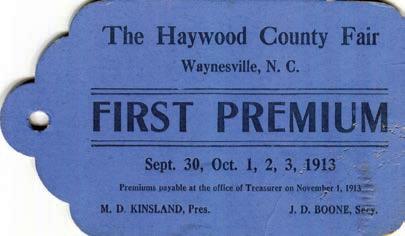 The Haywood County Fair
Waynesville, N. C.
FIRST PREMIUM
Sept. 30, Oct. 1, 2, 3, 1913
Premiums payable at the office of Treasurer on November 1, 1913
M. D. KINSLAND, Pres. J. D. BOONE, Secy.